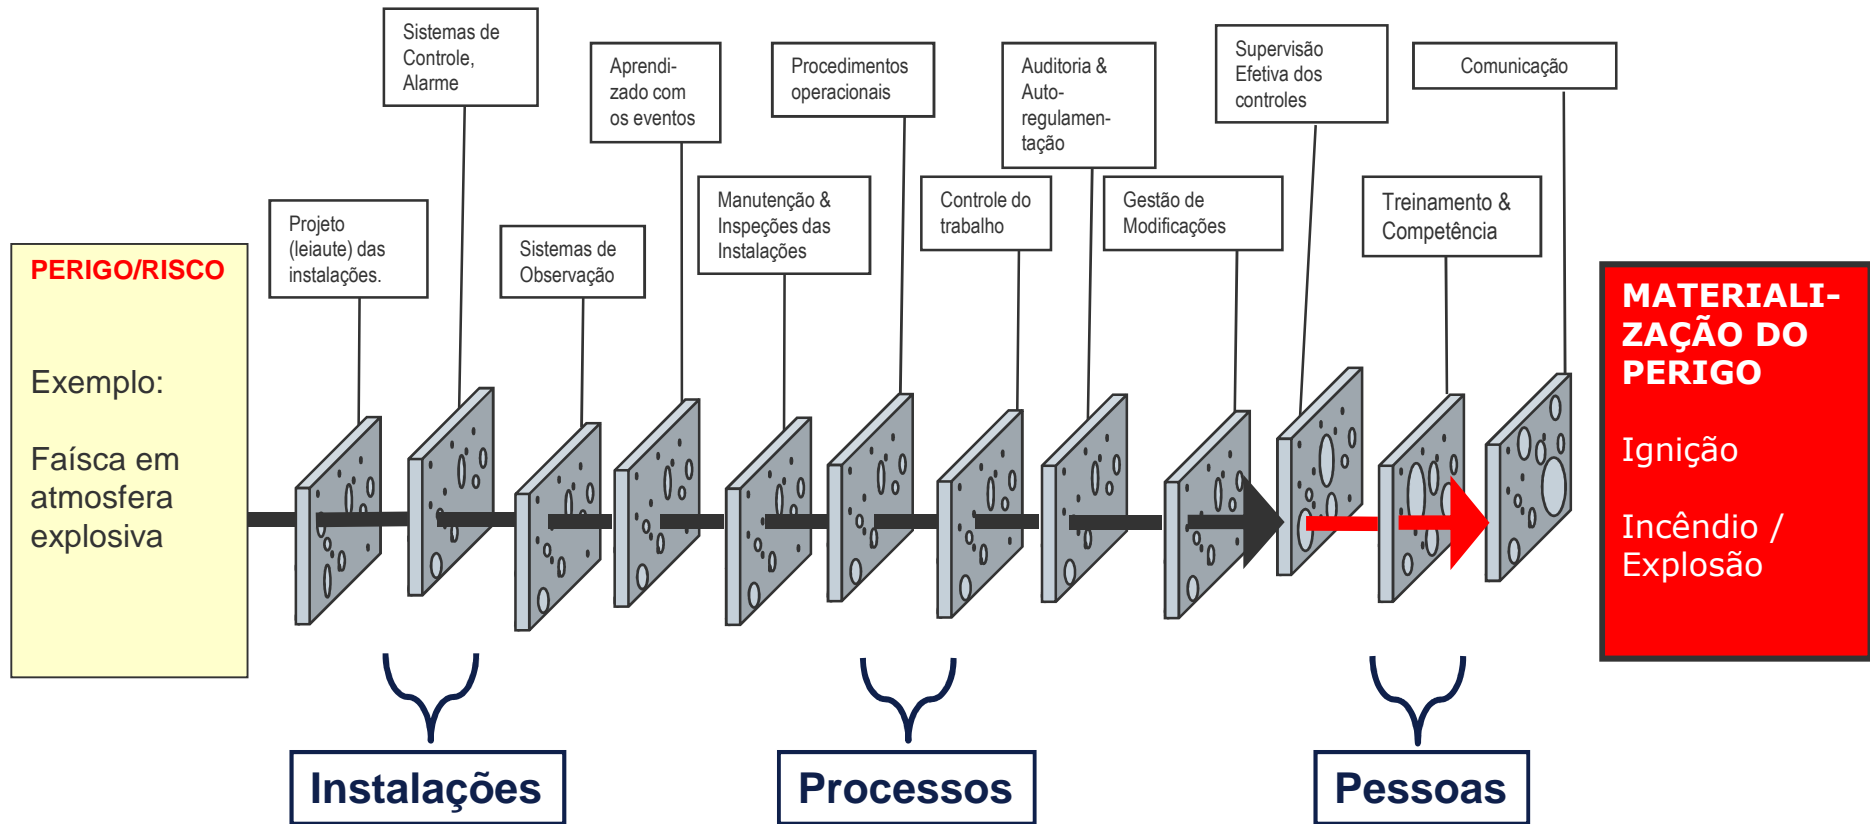 PERIGO/RISCO
Exemplo:
Faísca em
atmosfera
explosiva
Projeto
(leiaute) das
instalações.
Sistemas de
Controle,
Alarme
Sistemas de
Observação
Aprendi-
zado com
os eventos
Manutenção &
Inspeções das
Instalações
Procedimentos
operacionais
Controle do
trabalho
Auditoria &
Auto-
regulamen-
tação
Gestão de
Modificações
Supervisão
Efetiva dos
controles
Treinamento &
Competência
Comunicação
MATERIALI-
ZAÇÃO DO
PERIGO
Ignição
Incêndio /
Explosão
Instalações
Processos
Pessoas